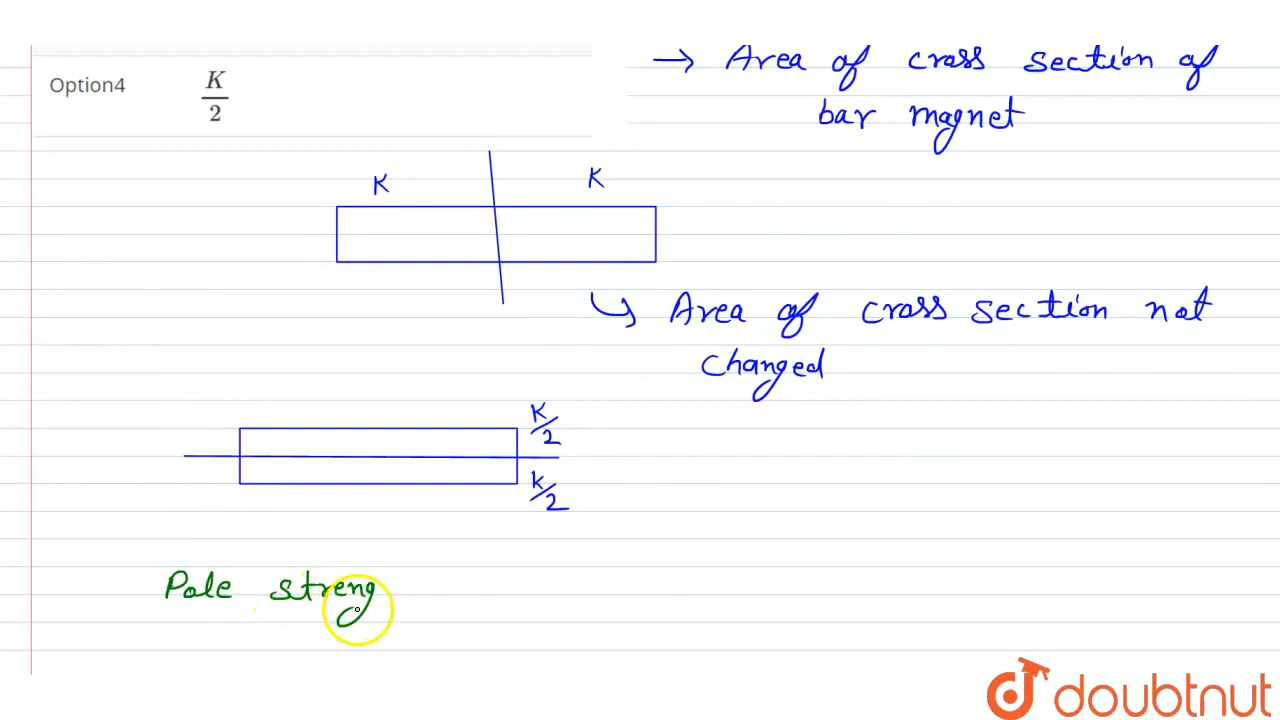 Option4 K/2
→ Area of cross section of
bar magnet
K K
↳ Area of cross section not
changed
K/2
K/2
Pole streng
doubtnut